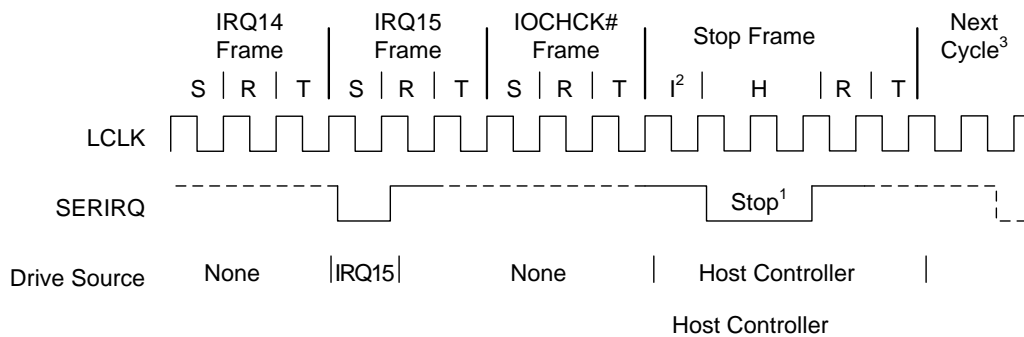 IRQ14 Frame IRQ15 Frame IOCHCK# Frame Stop Frame Next Cycle³
S R T S R T S R T I² H R T
LCLK
SERIRQ Stop¹
Drive Source None IRQ15 None Host Controller
Host Controller